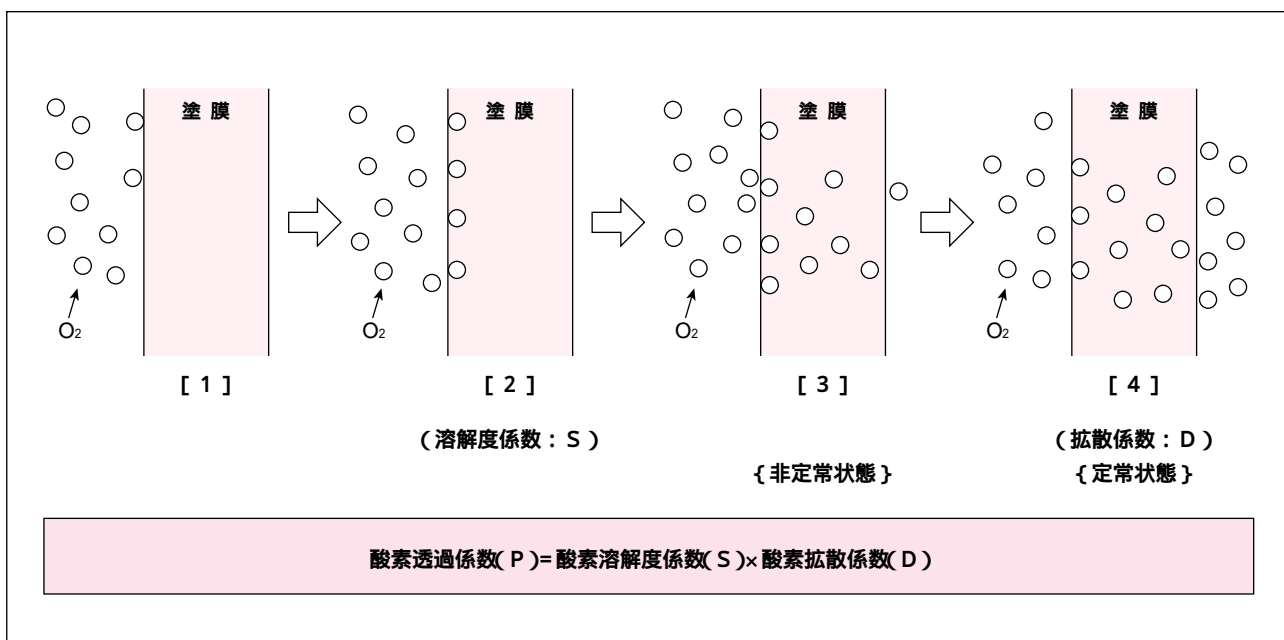 塗 膜
塗 膜
塗 膜
塗 膜
O₂
O₂
O₂
O₂
[ 1 ]
[ 2 ]
[ 3 ]
[ 4 ]
(溶解度係数:S)
(拡散係数:D)
{非定常状態}
{定常状態}
酸素透過係数(P)=酸素溶解度係数(S)×酸素拡散係数(D)